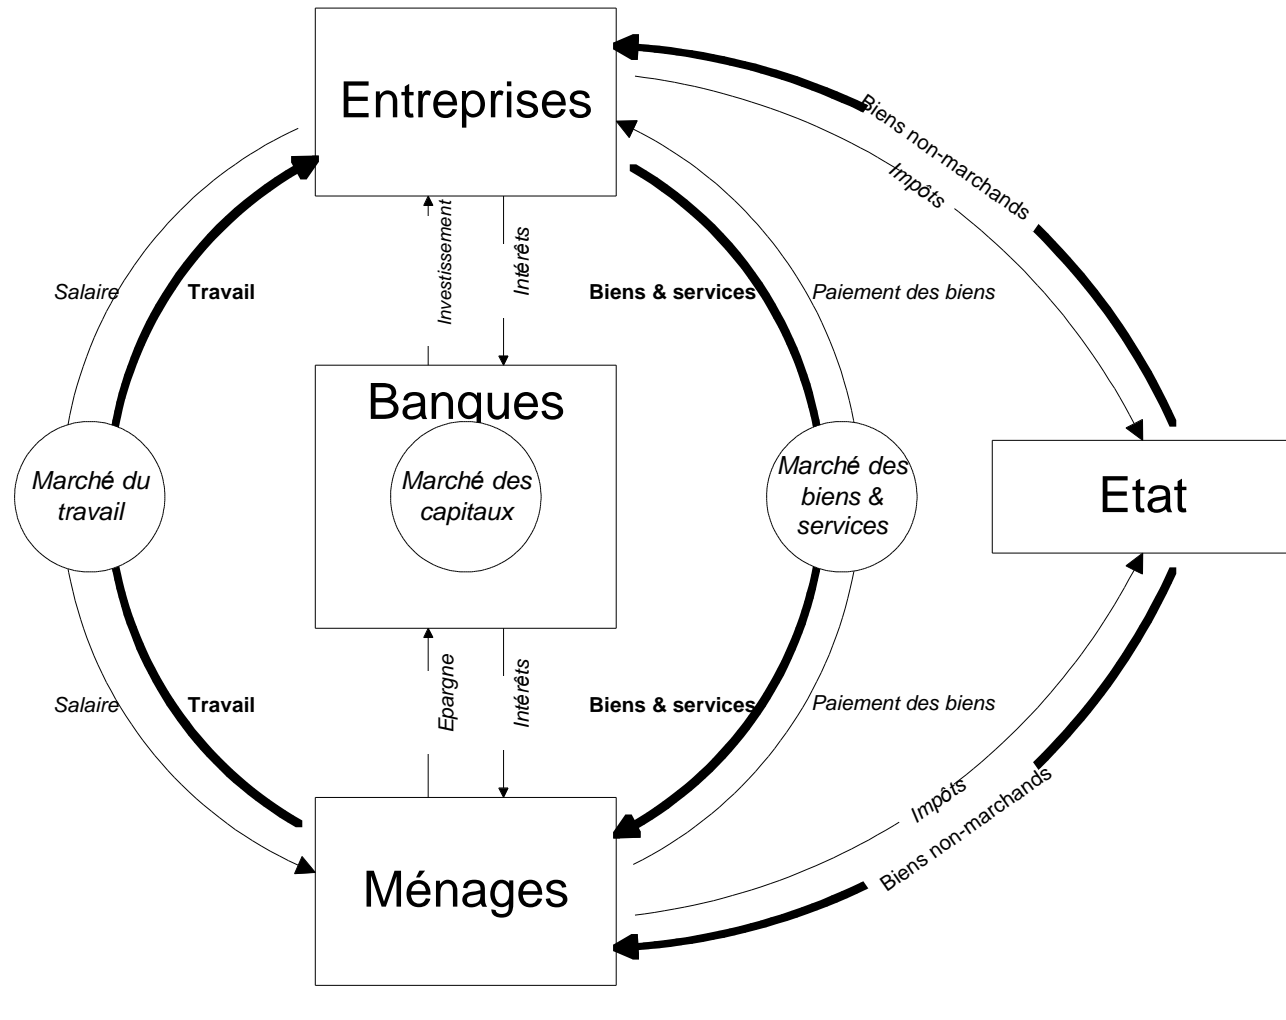 Entreprises
Biens non-marchands
Impôts
Salaire
Travail
Investissement
Intérêts
Biens & services
Paiement des biens
Banques
Marché du
travail
Marché des
capitaux
Marché des
biens &
services
Etat
Salaire
Travail
Epargne
Intérêts
Biens & services
Paiement des biens
Impôts
Biens non-marchands
Ménages